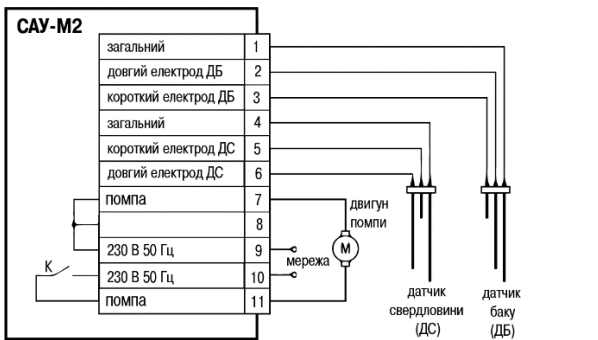 САУ-М2
загальний 1
довгий електрод ДБ 2
короткий електрод ДБ 3
загальний 4
короткий електрод ДС 5
довгий електрод ДС 6
помпа 7
8
230 В 50 Гц 9
230 В 50 Гц 10
помпа 11
К
двигун
помпи
М
мережа
датчик
свердловини
(ДС)
датчик
баку
(ДБ)